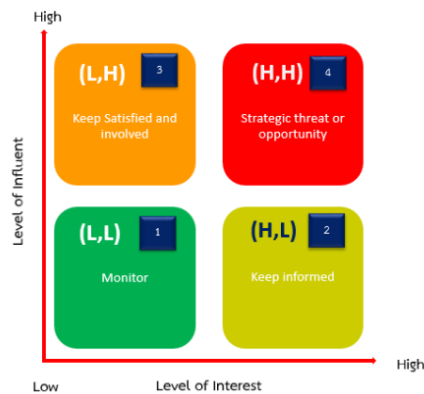 High
(L,H) 3
Keep Satisfied and
involved
(H,H) 4
Strategic threat or
opportunity
Level of Influent
(L,L) 1
Monitor
(H,L) 2
Keep informed
High
Low
Level of Interest